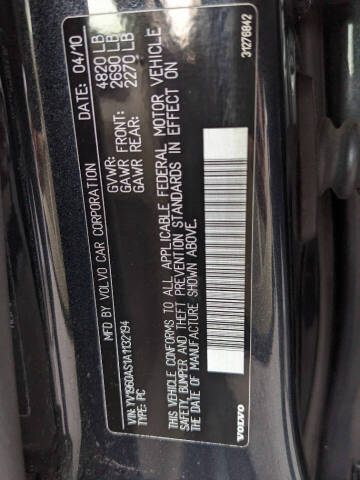 MFD BY VOLVO CAR CORPORATION
DATE: 04/10
GVWR: 4820 LB
GAWR FRONT: 2690 LB
GAWR REAR: 2270 LB
VIN: YV1960AS1A1132194
TYPE: PC
THIS VEHICLE CONFORMS TO ALL APPLICABLE FEDERAL MOTOR VEHICLE
SAFETY, BUMPER AND THEFT PREVENTION STANDARDS IN EFFECT ON
THE DATE OF MANUFACTURE SHOWN ABOVE.
VOLVO
31276842